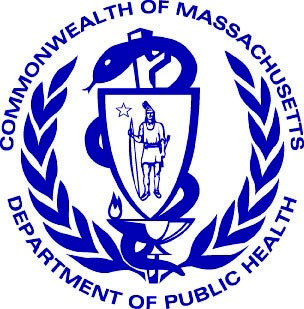 COMMONWEALTH OF MASSACHUSETTS
DEPARTMENT OF PUBLIC HEALTH